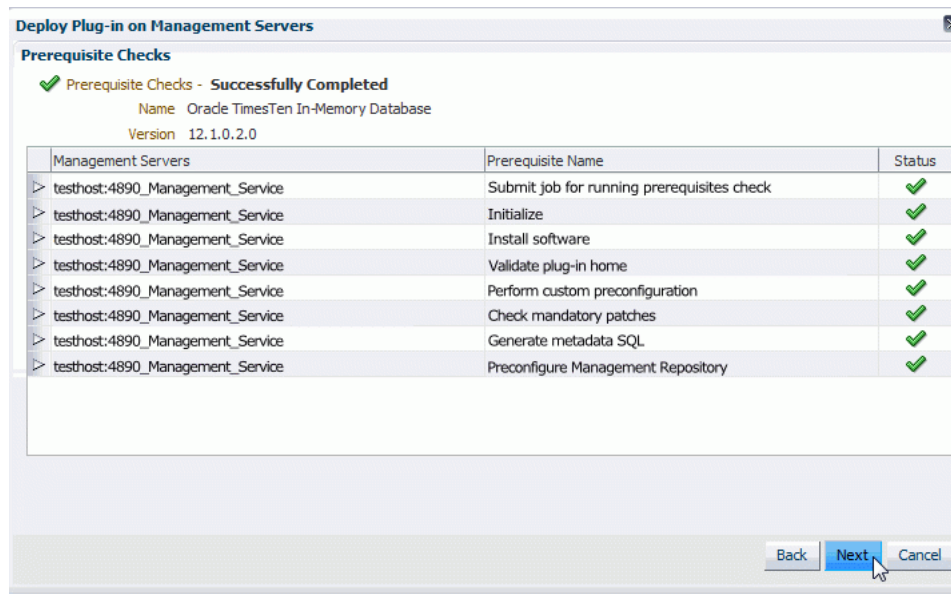 Deploy Plug-in on Management Servers
Prerequisite Checks
Prerequisite Checks - Successfully Completed
Name Oracle TimesTen In-Memory Database
Version 12.1.0.2.0
Management Servers Prerequisite Name Status
testhost:4890_Management_Service Submit job for running prerequisites check
testhost:4890_Management_Service Initialize
testhost:4890_Management_Service Install software
testhost:4890_Management_Service Validate plug-in home
testhost:4890_Management_Service Perform custom preconfiguration
testhost:4890_Management_Service Check mandatory patches
testhost:4890_Management_Service Generate metadata SQL
testhost:4890_Management_Service Preconfigure Management Repository
Back Next Cancel